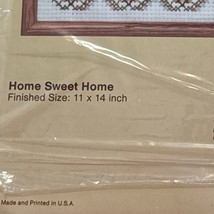 Home Sweet Home
Finished Size: 11 x 14 inch
Made and Printed in U.S.A.